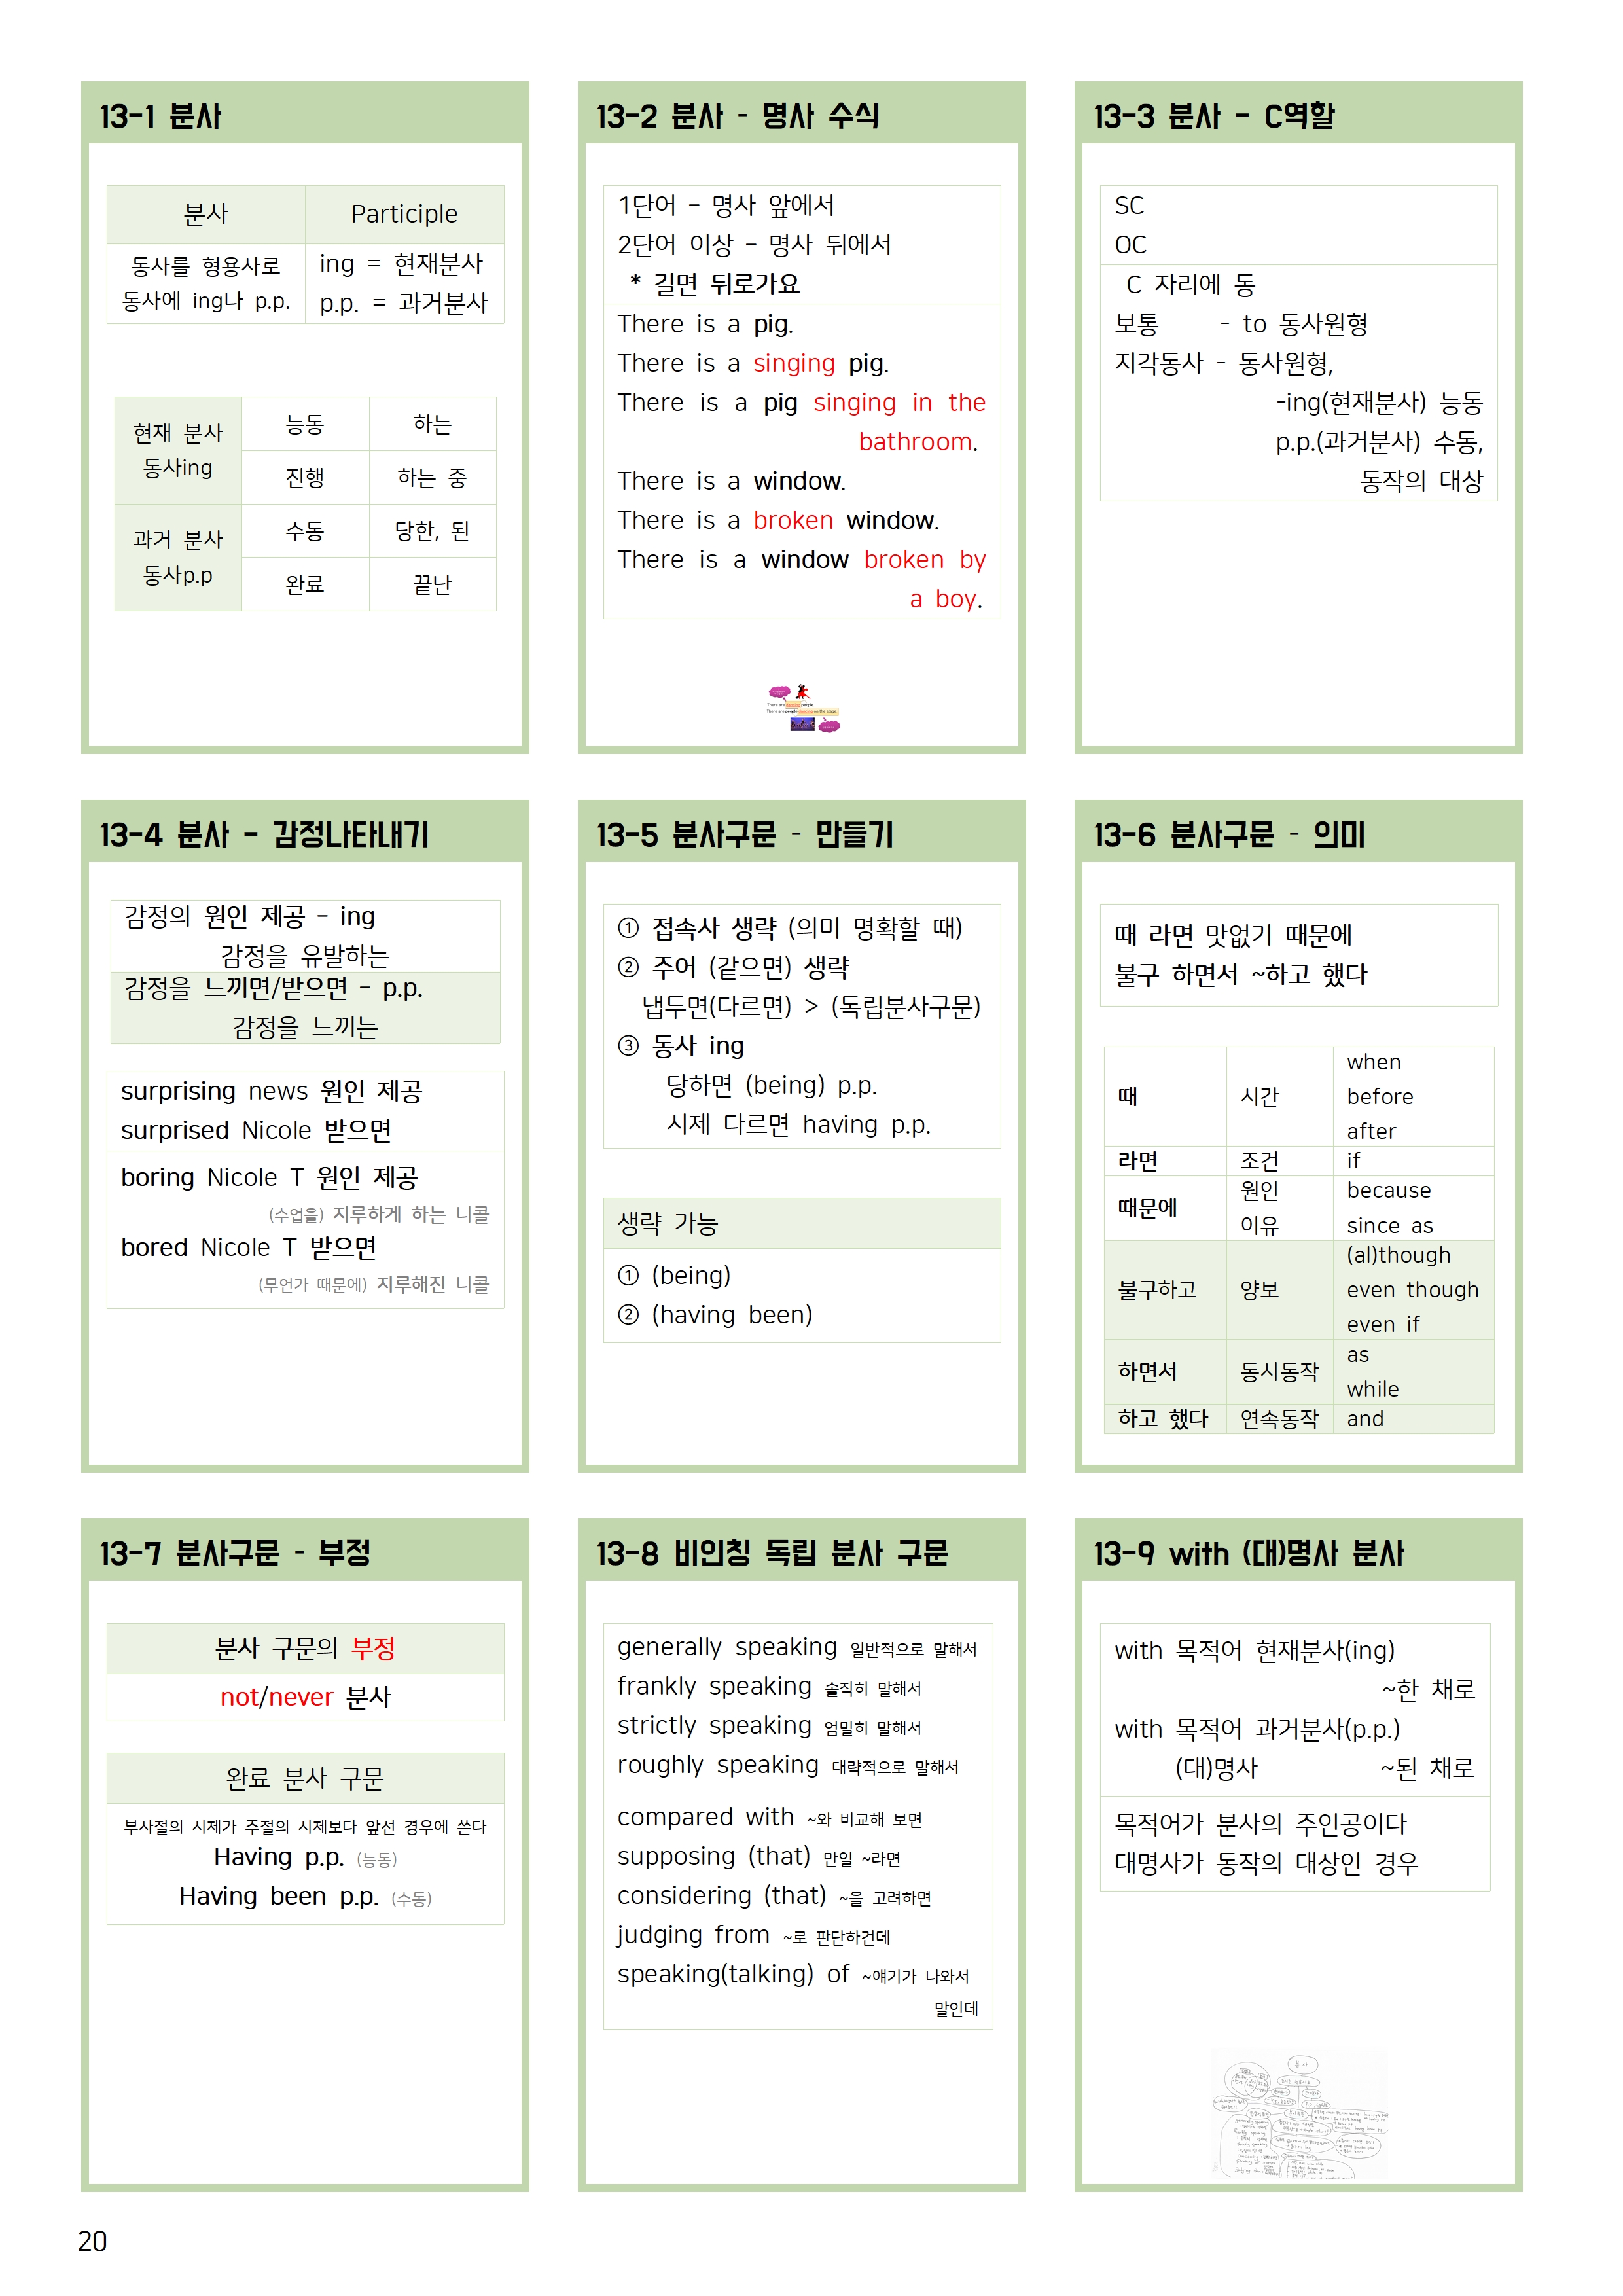 13-1 분사
분사 Participle
동사를 형용사로
동사에 ing나 p.p.
ing = 현재분사
p.p. = 과거분사
현재 분사
동사ing
능동 하는
진행 하는 중
과거 분사
동사p.p
수동 당한, 된
완료 끝난
13-2 분사 - 명사 수식
1단어 - 명사 앞에서
2단어 이상 - 명사 뒤에서
* 길면 뒤로가요
There is a pig.
There is a singing pig.
There is a pig singing in the
bathroom.
There is a window.
There is a broken window.
There is a window broken by
a boy.
There are dancing people
There are people dancing on the stage
13-3 분사 - C역할
SC
OC
C 자리에 동
보통 - to 동사원형
지각동사 - 동사원형,
-ing(현재분사) 능동
p.p.(과거분사) 수동,
동작의 대상
13-4 분사 - 감정나타내기
감정의 원인 제공 - ing
감정을 유발하는
감정을 느끼면/받으면 - p.p.
감정을 느끼는
surprising news 원인 제공
surprised Nicole 받으면
boring Nicole T 원인 제공
(수업을) 지루하게 하는 니콜
bored Nicole T 받으면
(무언가 때문에) 지루해진 니콜
13-5 분사구문 - 만들기
① 접속사 생략 (의미 명확할 때)
② 주어 (같으면) 생략
냅두면(다르면) > (독립분사구문)
③ 동사 ing
당하면 (being) p.p.
시제 다르면 having p.p.
생략 가능
① (being)
② (having been)
13-6 분사구문 - 의미
때 라면 맛없기 때문에
불구 하면서 ~하고 했다
때 시간 when
before
after
라면 조건 if
때문에 원인 이유 because
since as
불구하고 양보 (al)though
even though
even if
하면서 동시동작 as
while
하고 했다 연속동작 and
13-7 분사구문 - 부정
분사 구문의 부정
not/never 분사
완료 분사 구문
부사절의 시제가 주절의 시제보다 앞선 경우에 쓴다
Having p.p. (능동)
Having been p.p. (수동)
13-8 비인칭 독립 분사 구문
generally speaking 일반적으로 말해서
frankly speaking 솔직히 말해서
strictly speaking 엄밀히 말해서
roughly speaking 대략적으로 말해서
compared with ~와 비교해 보면
supposing (that) 만일 ~라면
considering (that) ~을 고려하면
judging from ~로 판단하건데
speaking(talking) of ~얘기가 나와서
말인데
13-9 with (대)명사 분사
with 목적어 현재분사(ing)
~한 채로
with 목적어 과거분사(p.p.)
(대)명사 ~된 채로
목적어가 분사의 주인공이다
대명사가 동작의 대상인 경우
20